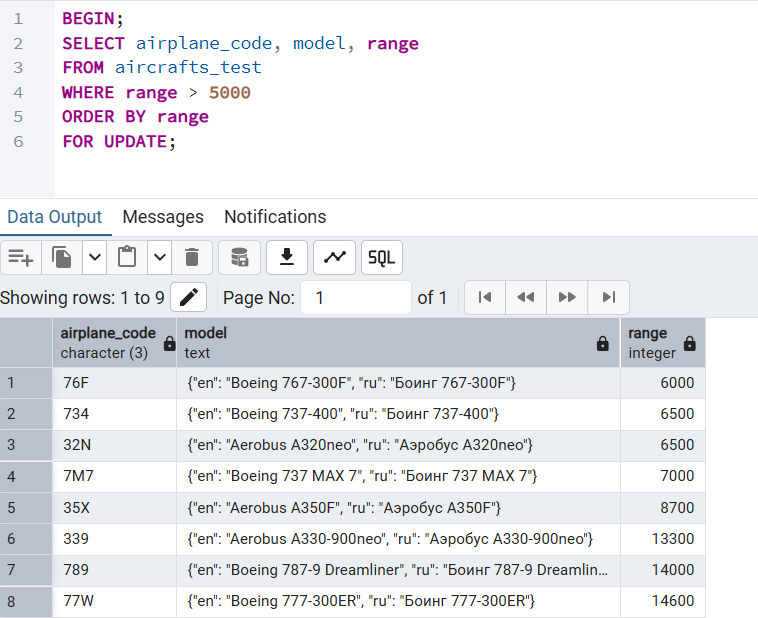 1 BEGIN;
2 SELECT airplane_code, model, range
3 FROM aircrafts_test
4 WHERE range > 5000
5 ORDER BY range
6 FOR UPDATE;
Data Output Messages Notifications
SQL
Showing rows: 1 to 9 Page No: 1 of 1
airplane_code model range
character (3) text integer
1 76F {"en": "Boeing 767-300F", "ru": "Боинг 767-300F"} 6000
2 734 {"en": "Boeing 737-400", "ru": "Боинг 737-400"} 6500
3 32N {"en": "Aerobus A320neo", "ru": "Аэробус A320neo"} 6500
4 7M7 {"en": "Boeing 737 MAX 7", "ru": "Боинг 737 MAX 7"} 7000
5 35X {"en": "Aerobus A350F", "ru": "Аэробус A350F"} 8700
6 339 {"en": "Aerobus A330-900neo", "ru": "Аэробус A330-900neo"} 13300
7 789 {"en": "Boeing 787-9 Dreamliner", "ru": "Боинг 787-9 Dreamlin... 14000
8 77W {"en": "Boeing 777-300ER", "ru": "Боинг 777-300ER"} 14600